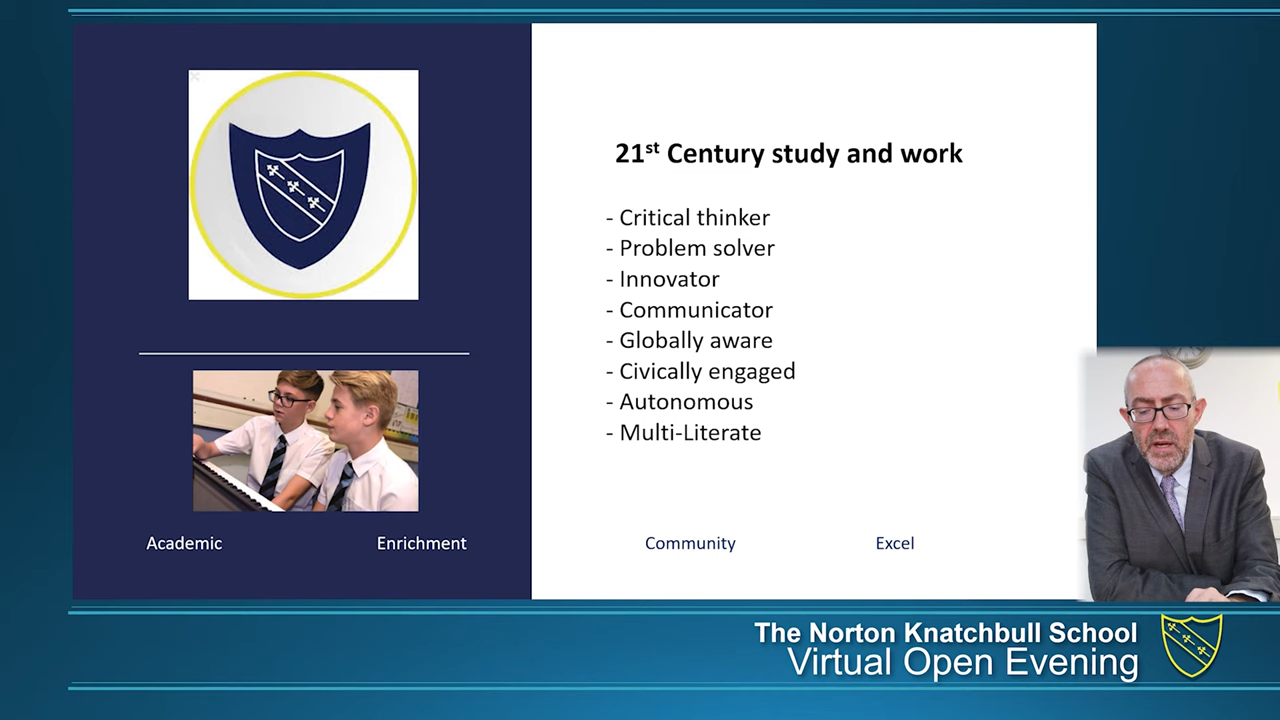 21st Century study and work
- Critical thinker
- Problem solver
- Innovator
- Communicator
- Globally aware
- Civically engaged
- Autonomous
- Multi-Literate
Academic
Enrichment
Community
Excel
The Norton Knatchbull School
Virtual Open Evening